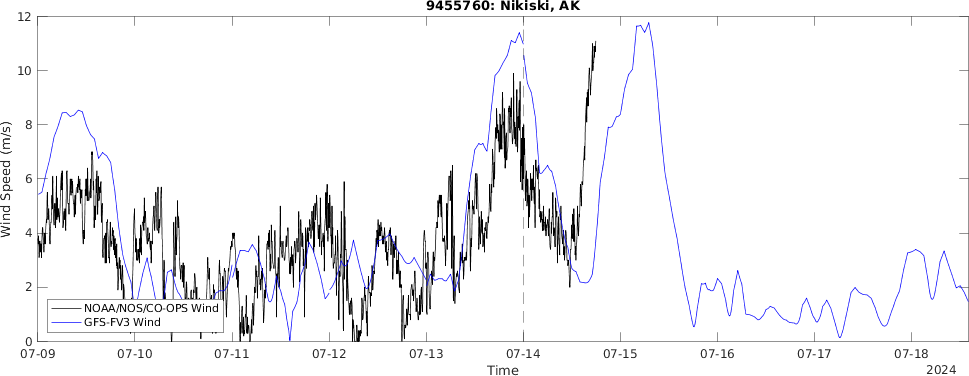 9455760: Nikiski, AK
Wind Speed (m/s)
12
10
8
6
4
2
0
NOAA/NOS/CO-OPS Wind
GFS-FV3 Wind
07-09 07-10 07-11 07-12 07-13 07-14 07-15 07-16 07-17 07-18
Time
2024